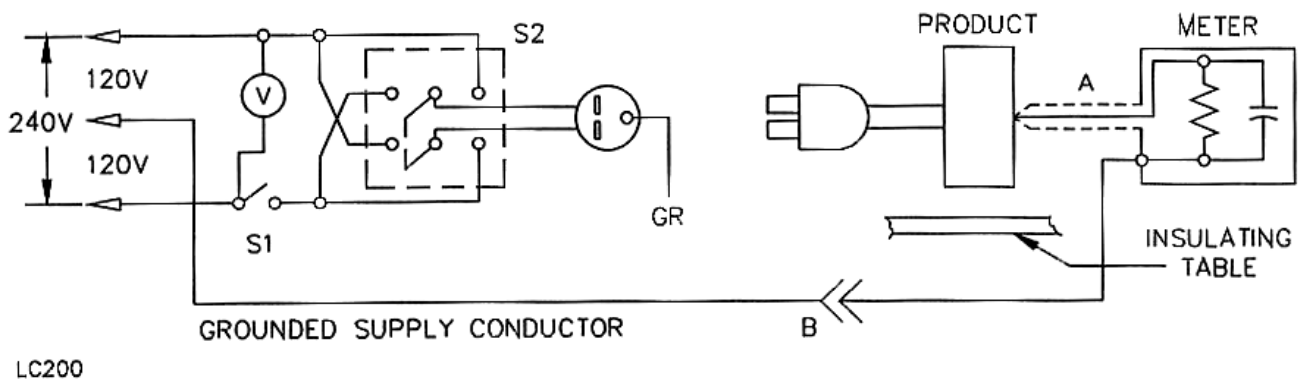 S2
PRODUCT
METER
120V
V
A
240V
120V
GR
S1
INSULATING
TABLE
GROUNDED SUPPLY CONDUCTOR
B
LC200